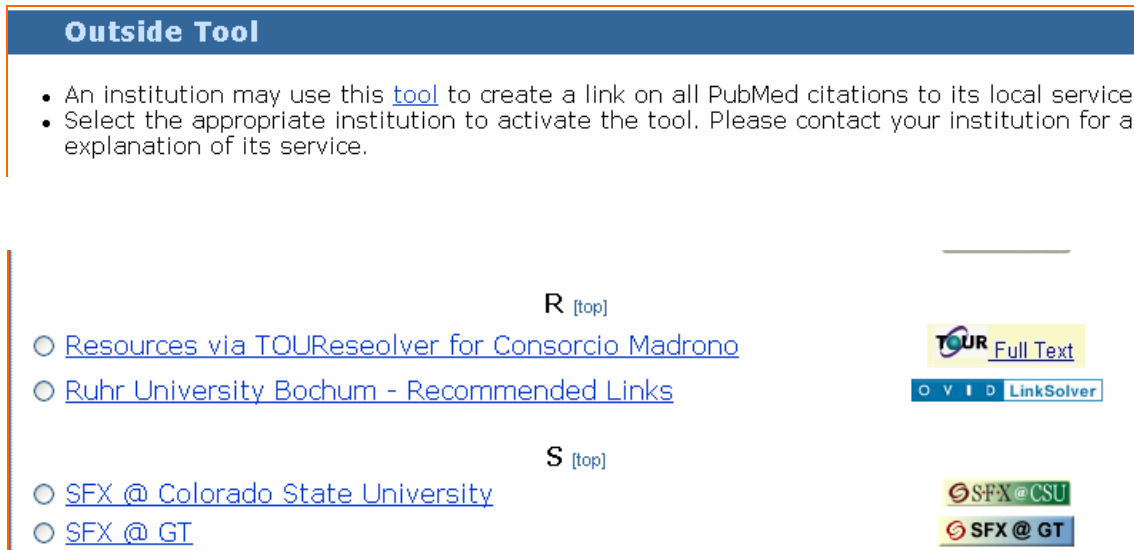 Outside Tool
An institution may use this tool to create a link on all PubMed citations to its local service
Select the appropriate institution to activate the tool. Please contact your institution for a
explanation of its service.
R [top]
Resources via TOUReseolver for Consorcio Madrono TOUR Full Text
Ruhr University Bochum - Recommended Links OVID LinkSolver
S [top]
SFX @ Colorado State University S·F·X@CSU
SFX @ GT SFX @ GT